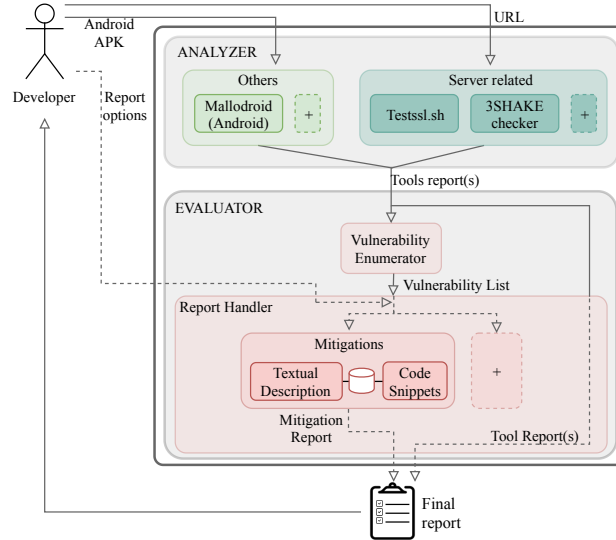 Android
APK
URL
ANALYZER
Developer
Report
options
Others
Mallodroid
(Android)
+
Server related
Testssl.sh
3SHAKE
checker
+
Tools report(s)
EVALUATOR
Vulnerability
Enumerator
Vulnerability List
Report Handler
Mitigations
Textual
Description
Code
Snippets
+
Mitigation
Report
Tool Report(s)
Final
report